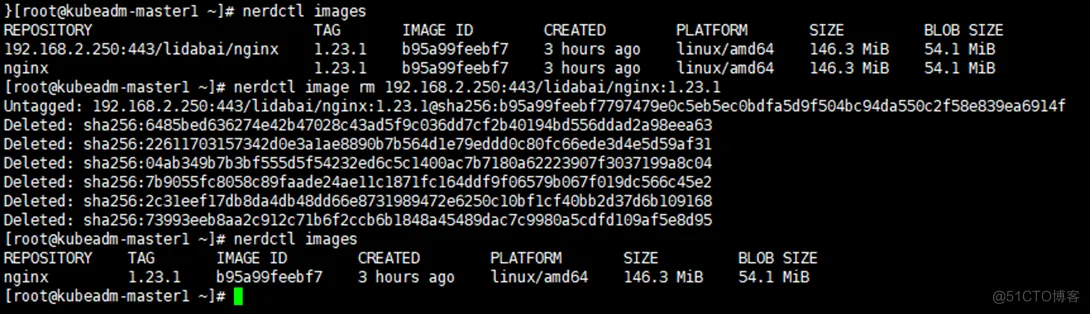 }[root@kubeadm-master1 ~]# nerdctl images
REPOSITORY TAG IMAGE ID CREATED PLATFORM SIZE BLOB SIZE
192.168.2.250:443/lidabai/nginx 1.23.1 b95a99feebf7 3 hours ago linux/amd64 146.3 MiB 54.1 MiB
nginx 1.23.1 b95a99feebf7 3 hours ago linux/amd64 146.3 MiB 54.1 MiB
[root@kubeadm-master1 ~]# nerdctl image rm 192.168.2.250:443/lidabai/nginx:1.23.1
Untagged: 192.168.2.250:443/lidabai/nginx:1.23.1@sha256:b95a99feebf7797479e0c5eb5ec0bdfa5d9f504bc94da550c2f58e839ea6914f
Deleted: sha256:6485bed636274e42b47028c43ad5f9c036dd7cf2b40194bd556ddad2a98eea63
Deleted: sha256:22611703157342d0e3a1ae8890b7b564d1e79eddd0c80fc66ede3d4e5d59af31
Deleted: sha256:04ab349b7b3bf555d5f54232ed6c5c1400ac7b7180a62223907f3037199a8c04
Deleted: sha256:7b9055fc8058c89faade24ae11c1871fc164ddf9f06579b067f019dc566c45e2
Deleted: sha256:2c31eef17db8da4db48dd66e8731989472e6250c10bf1cf40bb2d37d6b109168
Deleted: sha256:73993eeb8aa2c912c71b6f2ccb6b1848a45489dac7c9980a5cdfd109af5e8d95
[root@kubeadm-master1 ~]# nerdctl images
REPOSITORY TAG IMAGE ID CREATED PLATFORM SIZE BLOB SIZE
nginx 1.23.1 b95a99feebf7 3 hours ago linux/amd64 146.3 MiB 54.1 MiB
[root@kubeadm-master1 ~]#
@51CTO博客